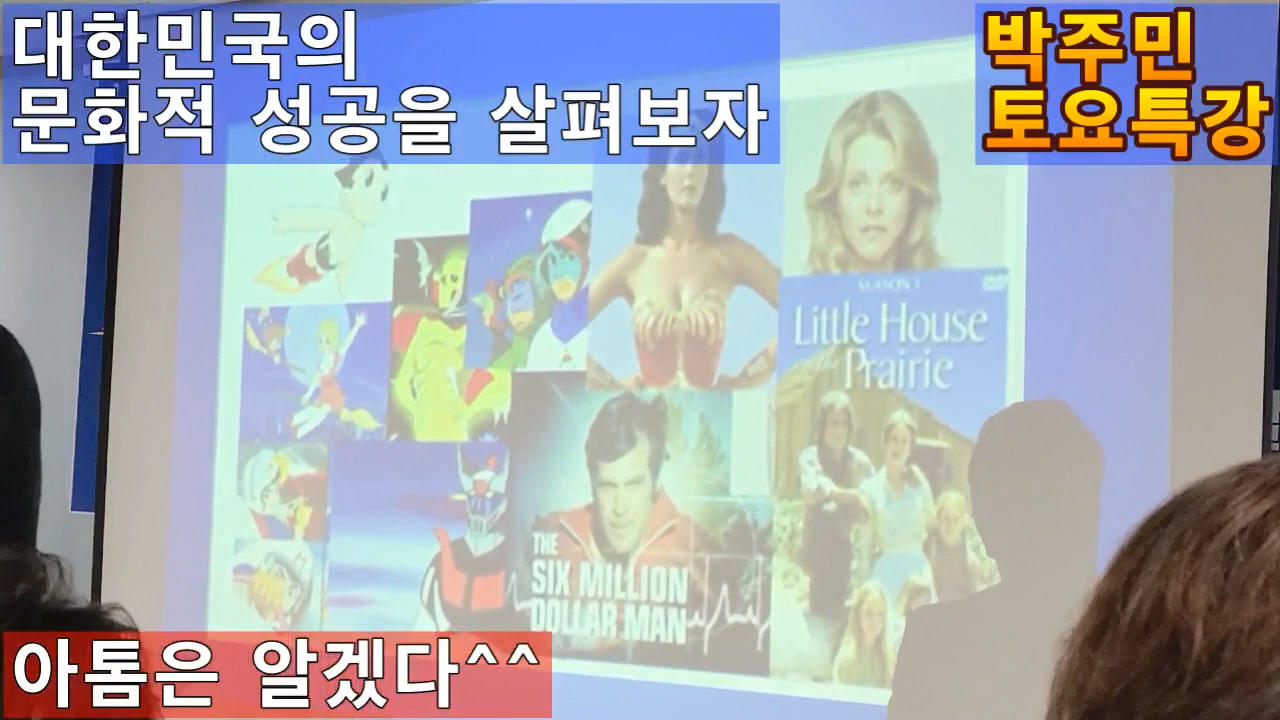 대한민국의
문화적 성공을 살펴보자
박주민
토요특강
SEASON 1
Little House
Prairie
THE
SIX MILLION
DOLLAR MAN
아톰은 알겠다^^